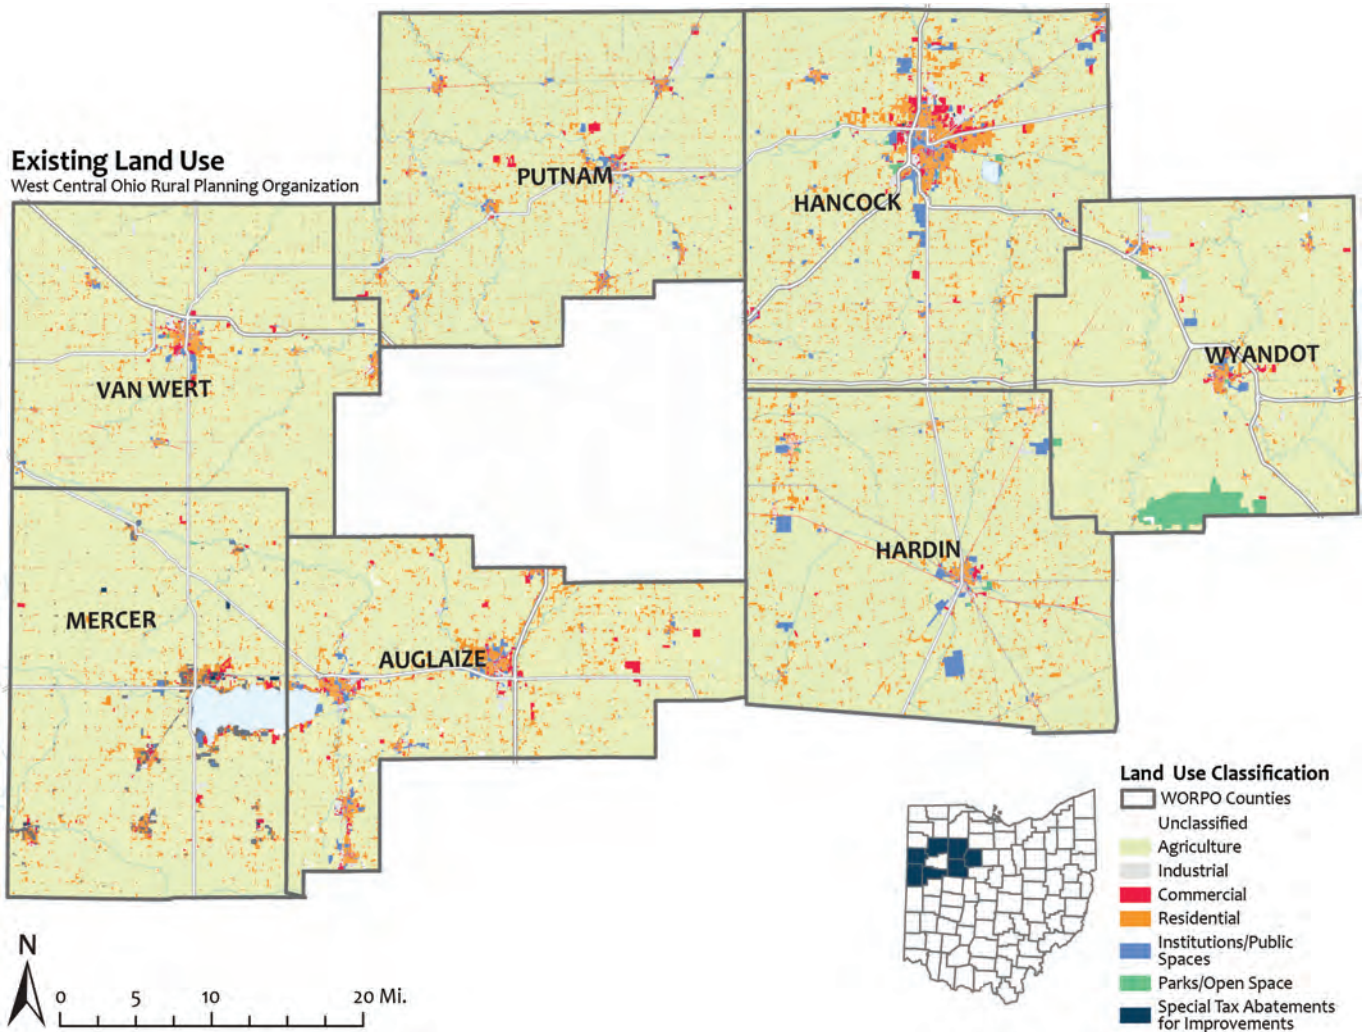 Existing Land Use
West Central Ohio Rural Planning Organization
PUTNAM
HANCOCK
WYANDOT
VAN WERT
HARDIN
MERCER
AUGLAIZE
Land Use Classification
WORPO Counties
Unclassified
Agriculture
Industrial
Commercial
Residential
Institutions/Public
Spaces
Parks/Open Space
Special Tax Abatements
for Improvements
N
0 5 10 20 Mi.